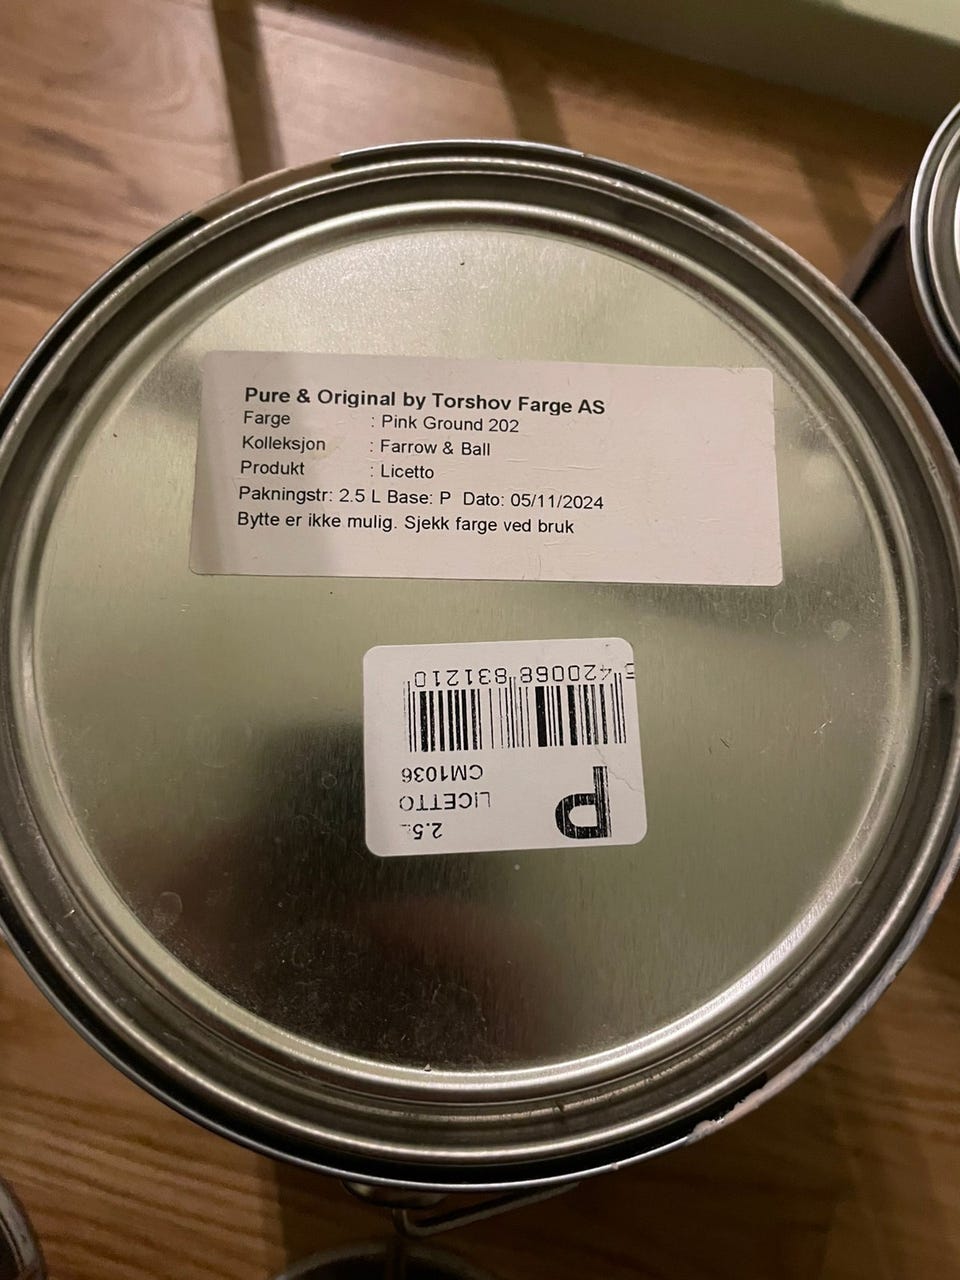 Pure & Original by Torshov Farge AS
Farge : Pink Ground 202
Kolleksjon : Farrow & Ball
Produkt : Licetto
Pakningstr: 2.5 L Base: P Dato: 05/11/2024
Bytte er ikke mulig. Sjekk farge ved bruk
P
2.5L
LICETTO
CM1036
5 420068 831210